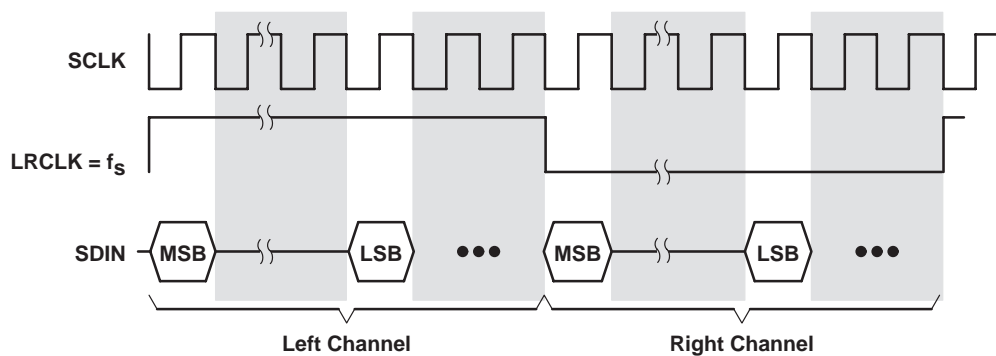 SCLK
LRCLK = fs
SDIN
MSB
LSB
•••
MSB
LSB
•••
Left Channel
Right Channel